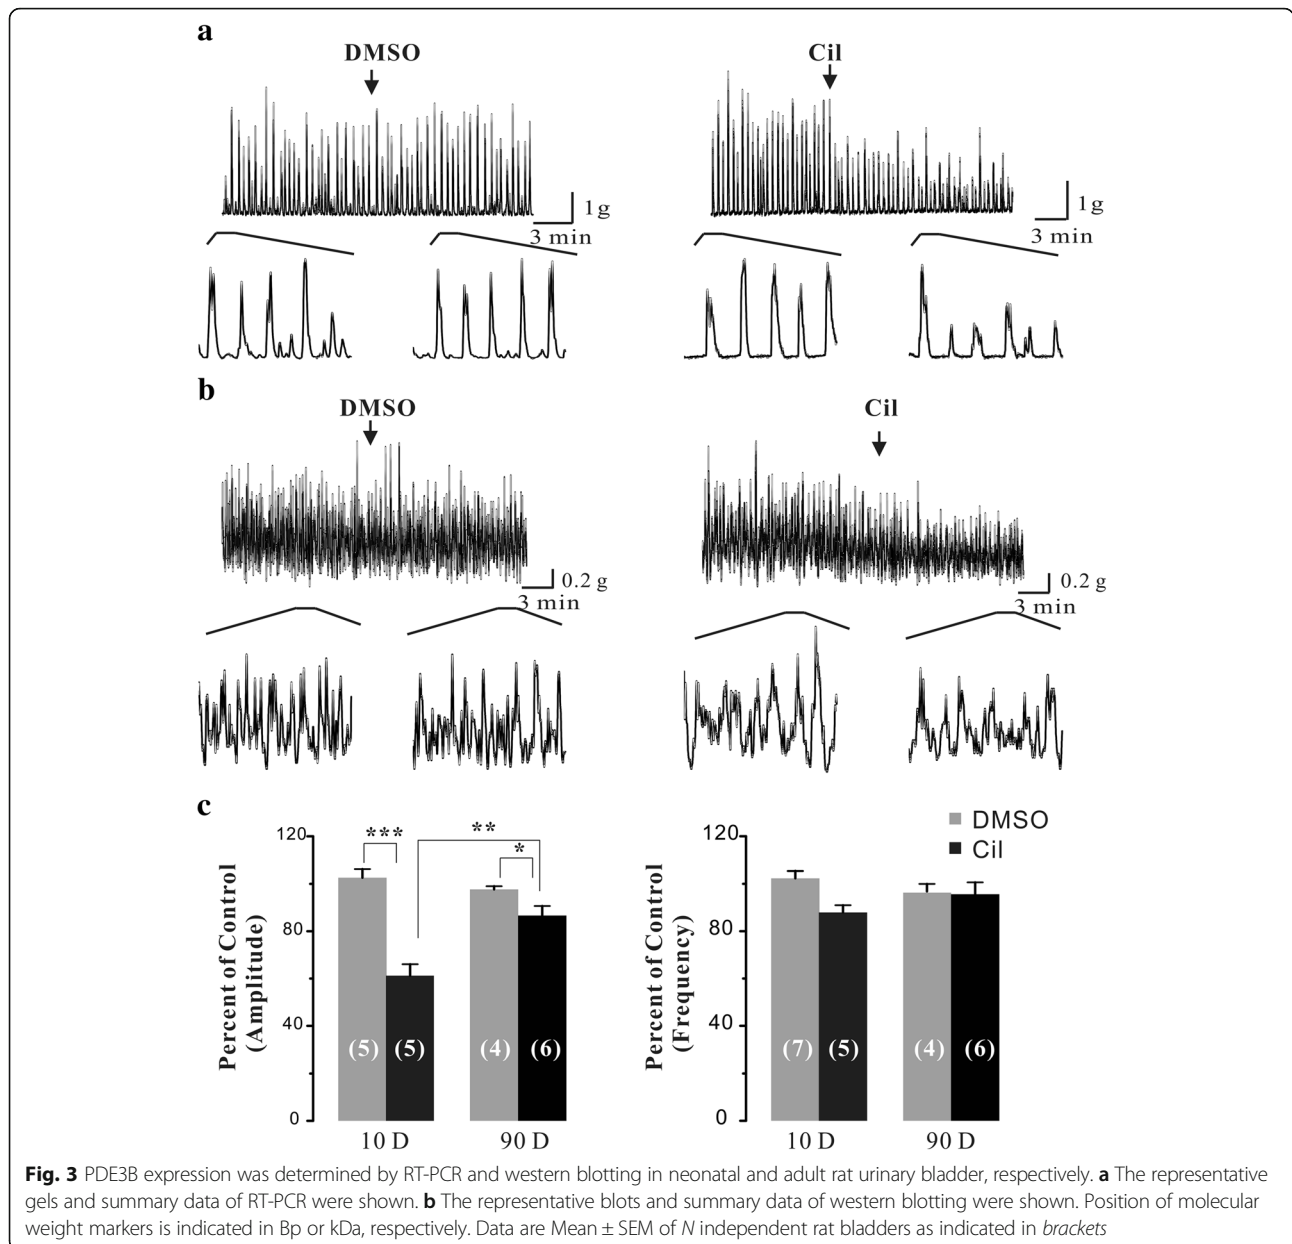 a
DMSO
Cil
1g
3 min
1g
3 min
b
DMSO
Cil
0.2 g
3 min
0.2 g
3 min
c
120
80
40
0
Percent of Control
(Amplitude)
***
**
*
(5)
(5)
(4)
(6)
10 D
90 D
120
80
40
0
Percent of Control
(Frequency)
DMSO
Cil
(7)
(5)
(4)
(6)
10 D
90 D
Fig. 3 PDE3B expression was determined by RT-PCR and western blotting in neonatal and adult rat urinary bladder, respectively. a The representative
gels and summary data of RT-PCR were shown. b The representative blots and summary data of western blotting were shown. Position of molecular
weight markers is indicated in Bp or kDa, respectively. Data are Mean ± SEM of N independent rat bladders as indicated in brackets